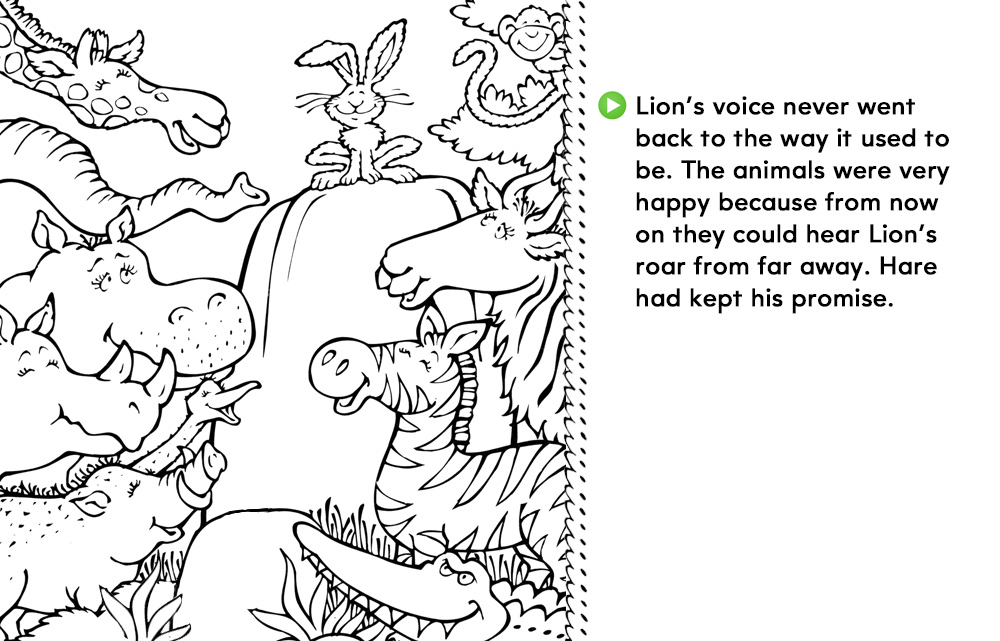 Lion's voice never went
back to the way it used to
be. The animals were very
happy because from now
on they could hear Lion's
roar from far away. Hare
had kept his promise.